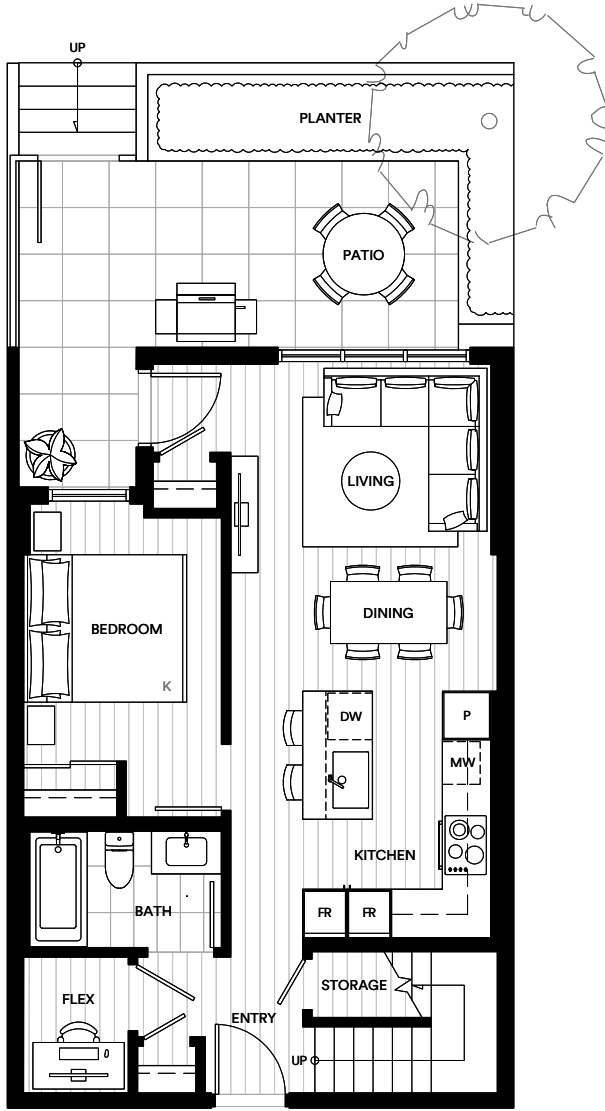 UP
PLANTER
PATIO
LIVING
DINING
BEDROOM
K
DW
P
MW
KITCHEN
FR
FR
BATH
STORAGE
FLEX
ENTRY
UP